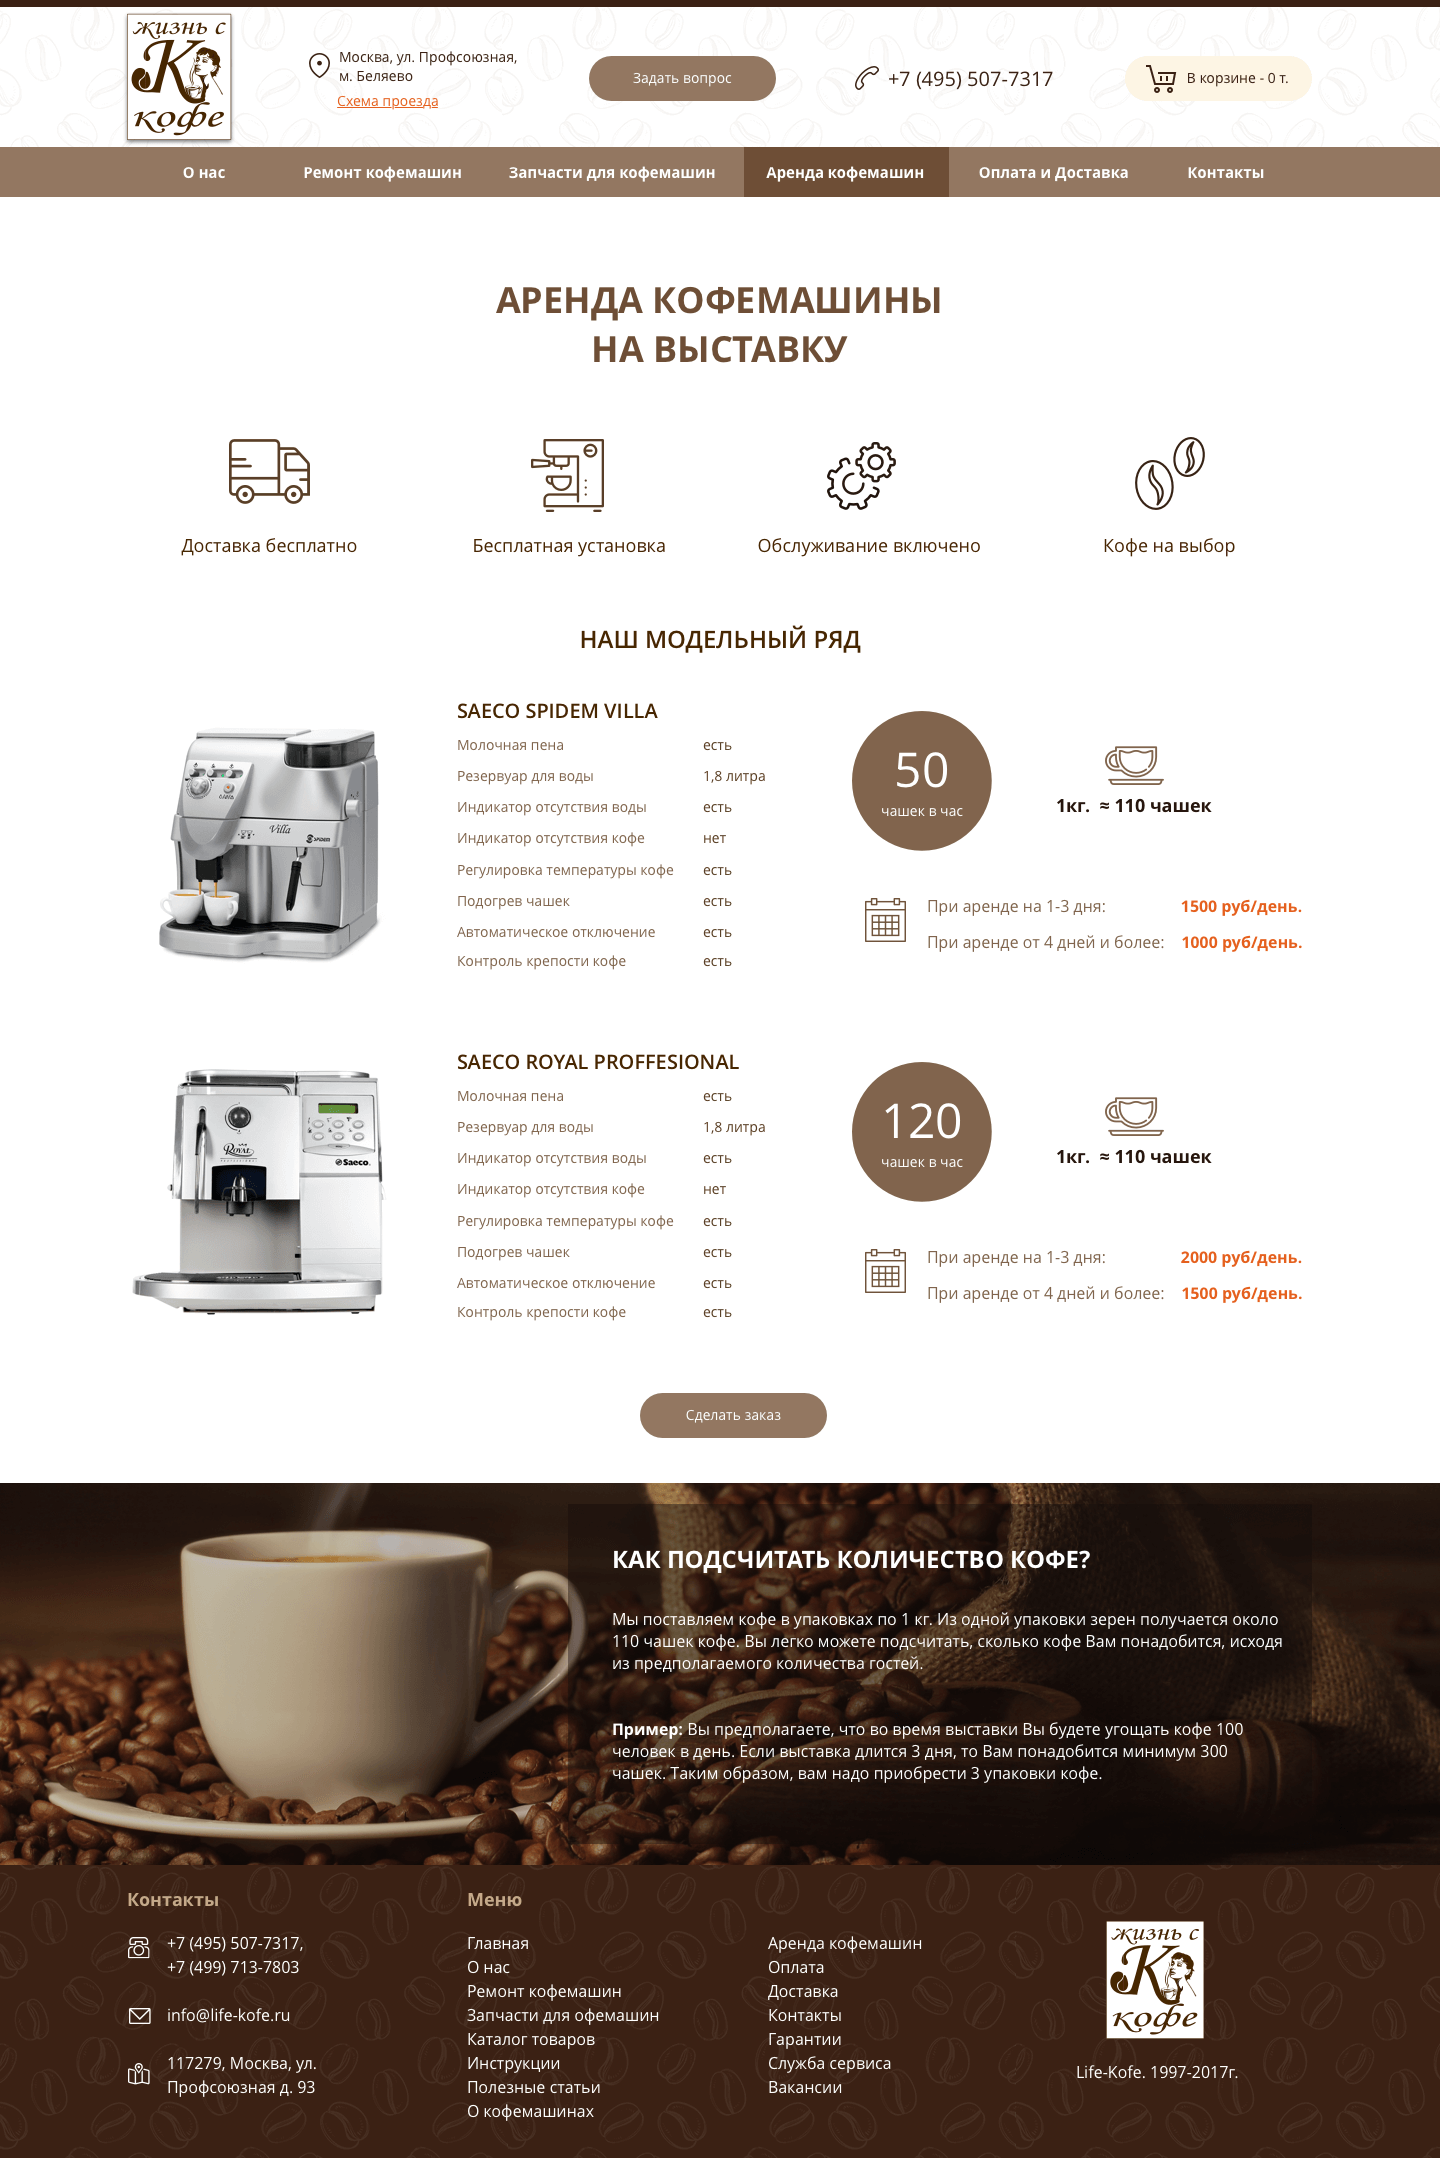 жизнь с
К
кофе
Москва, ул. Профсоюзная,
м. Беляево
Схема проезда
Задать вопрос
+7 (495) 507-7317
В корзине - 0 т.
О нас
Ремонт кофемашин
Запчасти для кофемашин
Аренда кофемашин
Оплата и Доставка
Контакты
АРЕНДА КОФЕМАШИНЫ
НА ВЫСТАВКУ
Доставка бесплатно
Бесплатная установка
Обслуживание включено
Кофе на выбор
НАШ МОДЕЛЬНЫЙ РЯД
SAECO SPIDEM VILLA
Молочная пена есть
Резервуар для воды 1,8 литра
Индикатор отсутствия воды есть
Индикатор отсутствия кофе нет
Регулировка температуры кофе есть
Подогрев чашек есть
Автоматическое отключение есть
Контроль крепости кофе есть
Villa
SPIDEM
50
чашек в час
1кг. ≈ 110 чашек
При аренде на 1-3 дня: 1500 руб/день.
При аренде от 4 дней и более: 1000 руб/день.
SAECO ROYAL PROFFESIONAL
Молочная пена есть
Резервуар для воды 1,8 литра
Индикатор отсутствия воды есть
Индикатор отсутствия кофе нет
Регулировка температуры кофе есть
Подогрев чашек есть
Автоматическое отключение есть
Контроль крепости кофе есть
Royal
Saeco
120
чашек в час
1кг. ≈ 110 чашек
При аренде на 1-3 дня: 2000 руб/день.
При аренде от 4 дней и более: 1500 руб/день.
Сделать заказ
КАК ПОДСЧИТАТЬ КОЛИЧЕСТВО КОФЕ?
Мы поставляем кофе в упаковках по 1 кг. Из одной упаковки зерен получается около
110 чашек кофе. Вы легко можете подсчитать, сколько кофе Вам понадобится, исходя
из предполагаемого количества гостей.
Пример: Вы предполагаете, что во время выставки Вы будете угощать кофе 100
человек в день. Если выставка длится 3 дня, то Вам понадобится минимум 300
чашек. Таким образом, вам надо приобрести 3 упаковки кофе.
Контакты
+7 (495) 507-7317,
+7 (499) 713-7803
info@life-kofe.ru
117279, Москва, ул.
Профсоюзная д. 93
Меню
Главная
О нас
Ремонт кофемашин
Запчасти для офемашин
Каталог товаров
Инструкции
Полезные статьи
О кофемашинах
Аренда кофемашин
Оплата
Доставка
Контакты
Гарантии
Служба сервиса
Вакансии
жизнь с
К
кофе
Life-Kofe. 1997-2017г.